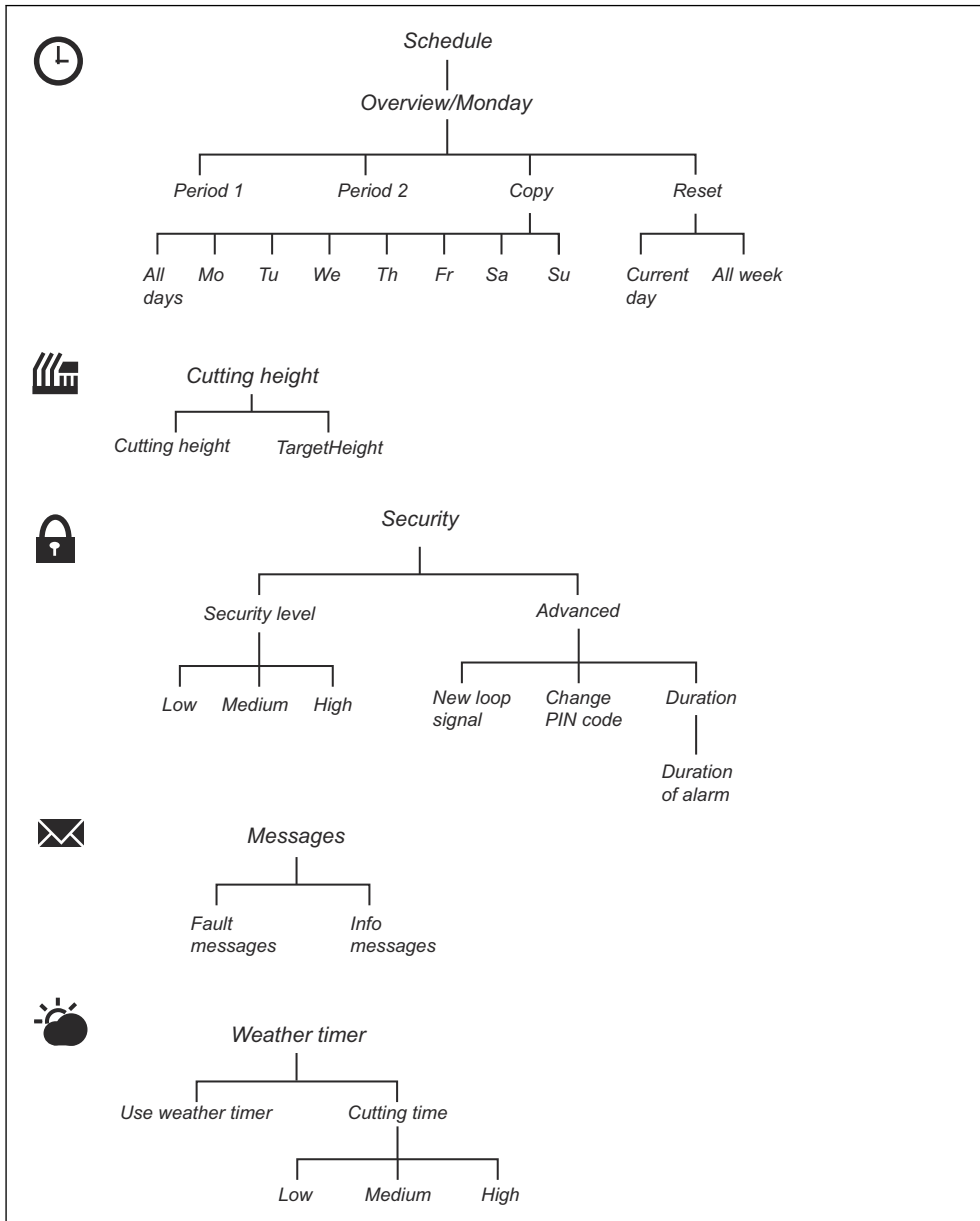 Schedule
Overview/Monday
Period 1
Period 2
Copy
Reset
All
days
Mo
Tu
We
Th
Fr
Sa
Su
Current
day
All week
Cutting height
Cutting height
TargetHeight
Security
Security level
Advanced
Low
Medium
High
New loop
signal
Change
PIN code
Duration
Duration
of alarm
Messages
Fault
messages
Info
messages
Weather timer
Use weather timer
Cutting time
Low
Medium
High